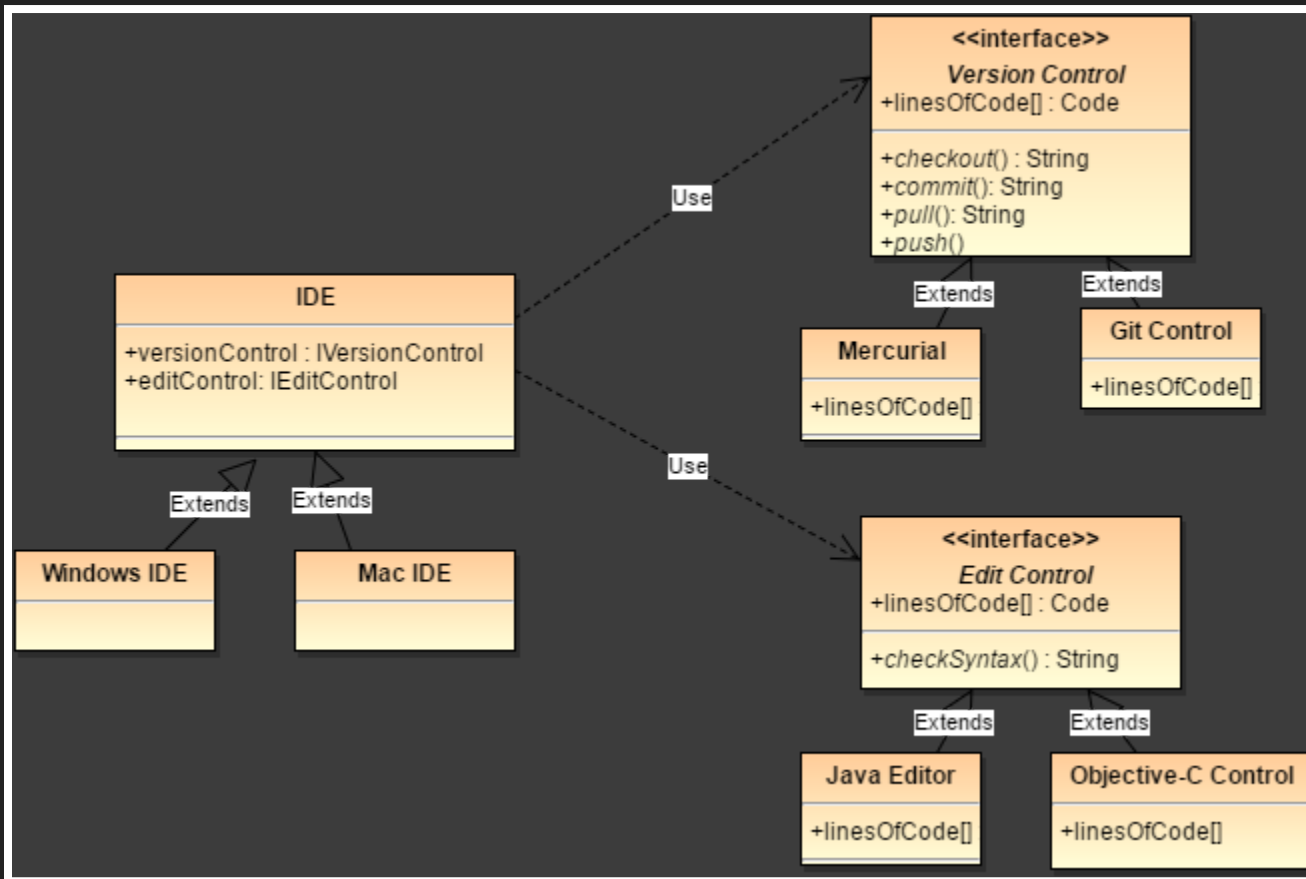 <<interface>>
Version Control
+linesOfCode[] : Code
+checkout() : String
+commit(): String
+pull(): String
+push()
Use
Extends
Extends
Mercurial
+linesOfCode[]
Git Control
+linesOfCode[]
IDE
+versionControl : IVersionControl
+editControl: IEditControl
Extends
Extends
Windows IDE
Mac IDE
Use
<<interface>>
Edit Control
+linesOfCode[] : Code
+checkSyntax() : String
Extends
Extends
Java Editor
+linesOfCode[]
Objective-C Control
+linesOfCode[]